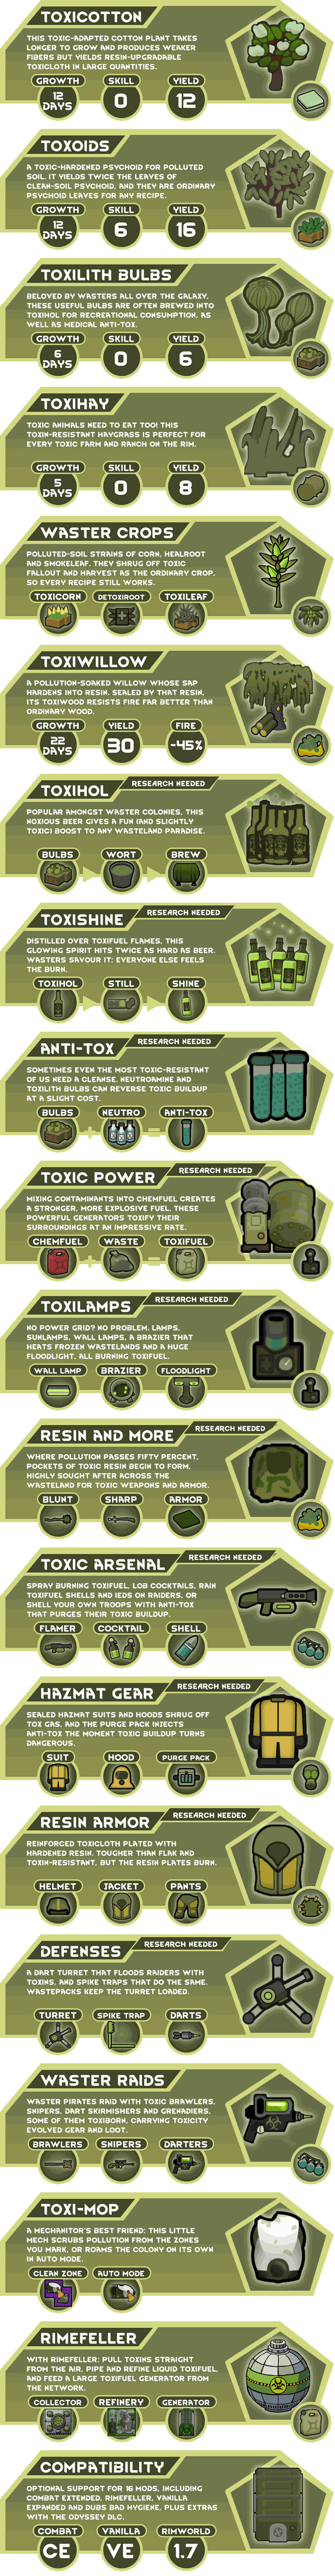 TOXICOTTON
THIS TOXIC-ADAPTED COTTON PLANT TAKES
LONGER TO GROW AND PRODUCES WEAKER
FIBERS BUT YIELDS RESIN-UPGRADABLE
TOXICLOTH IN LARGE QUANTITIES.
GROWTH SKILL YIELD
12 DAYS 0 12
TOXOIDS
A TOXIC-HARDENED PSYCHOID FOR POLLUTED
SOIL. IT YIELDS TWICE THE LEAVES OF
CLEAN-SOIL PSYCHOID, AND THEY ARE ORDINARY
PSYCHOID LEAVES FOR ANY RECIPE.
GROWTH SKILL YIELD
12 DAYS 6 16
TOXILITH BULBS
BELOVED BY WASTERS ALL OVER THE GALAXY,
THESE USEFUL BULBS ARE OFTEN BREWED INTO
TOXIHOL FOR RECREATIONAL CONSUMPTION, AS
WELL AS MEDICAL ANTI-TOX.
GROWTH SKILL YIELD
6 DAYS 0 6
TOXIHAY
TOXIC ANIMALS NEED TO EAT TOO! THIS
TOXIN-RESISTANT HAYGRASS IS PERFECT FOR
EVERY TOXIC FARM AND RANCH ON THE RIM.
GROWTH SKILL YIELD
5 DAYS 0 8
WASTER CROPS
POLLUTED-SOIL STRAINS OF CORN, HEALROOT
AND SMOKELEAF. THEY SHRUG OFF TOXIC
FALLOUT AND HARVEST AS THE ORDINARY CROP,
SO EVERY RECIPE STILL WORKS.
TOXICORN DETOXIROOT TOXILEAF
TOXIWILLOW
A POLLUTION-SOAKED WILLOW WHOSE SAP
HARDENS INTO RESIN. SEALED BY THAT RESIN,
ITS TOXIWOOD RESISTS FIRE FAR BETTER THAN
ORDINARY WOOD.
GROWTH YIELD FIRE
22 DAYS 30 -45%
TOXIHOL RESEARCH NEEDED
POPULAR AMONGST WASTER COLONIES, THIS
NOXIOUS BEER GIVES A FUN (AND SLIGHTLY
TOXIC) BOOST TO ANY WASTELAND PARADISE.
BULBS WORT BREW
TOXISHINE RESEARCH NEEDED
DISTILLED OVER TOXIFUEL FLAMES, THIS
GLOWING SPIRIT HITS TWICE AS HARD AS BEER.
WASTERS SAVOUR IT; EVERYONE ELSE FEELS
THE BURN.
TOXIHOL STILL SHINE
ANTI-TOX RESEARCH NEEDED
SOMETIMES EVEN THE MOST TOXIC-RESISTANT
OF US NEED A CLEANSE. NEUTROAMINE AND
TOXILITH BULBS CAN REVERSE TOXIC BUILDUP
AT A SLIGHT COST.
BULBS NEUTRO ANTI-TOX
TOXIC POWER RESEARCH NEEDED
MIXING CONTAMINANTS INTO CHEMFUEL CREATES
A STRONGER, MORE EXPLOSIVE FUEL. THESE
POWERFUL GENERATORS TOXIFY THEIR
SURROUNDINGS AT AN IMPRESSIVE RATE.
CHEMFUEL WASTE TOXIFUEL
TOXILAMPS RESEARCH NEEDED
NO POWER GRID? NO PROBLEM. LAMPS,
SUNLAMPS, WALL LAMPS, A BRAZIER THAT
HEATS FROZEN WASTELANDS AND A HUGE
FLOODLIGHT, ALL BURNING TOXIFUEL.
WALL LAMP BRAZIER FLOODLIGHT
RESIN AND MORE RESEARCH NEEDED
WHERE POLLUTION PASSES FIFTY PERCENT,
POCKETS OF TOXIC RESIN BEGIN TO FORM,
HIGHLY SOUGHT AFTER ACROSS THE
WASTELAND FOR TOXIC WEAPONS AND ARMOR.
BLUNT SHARP ARMOR
TOXIC ARSENAL RESEARCH NEEDED
SPRAY BURNING TOXIFUEL, LOB COCKTAILS, RAIN
TOXIFUEL SHELLS AND IEDS ON RAIDERS, OR
SHELL YOUR OWN TROOPS WITH ANTI-TOX
THAT PURGES THEIR TOXIC BUILDUP.
FLAMER COCKTAIL SHELL
HAZMAT GEAR RESEARCH NEEDED
SEALED HAZMAT SUITS AND HOODS SHRUG OFF
TOX GAS, AND THE PURGE PACK INJECTS
ANTI-TOX THE MOMENT TOXIC BUILDUP TURNS
DANGEROUS.
SUIT HOOD PURGE PACK
RESIN ARMOR RESEARCH NEEDED
REINFORCED TOXICLOTH PLATED WITH
HARDENED RESIN. TOUGHER THAN FLAK AND
TOXIN-RESISTANT, BUT THE RESIN PLATES BURN.
HELMET JACKET PANTS
DEFENSES RESEARCH NEEDED
A DART TURRET THAT FLOODS RAIDERS WITH
TOXINS, AND SPIKE TRAPS THAT DO THE SAME.
WASTEPACKS KEEP THE TURRET LOADED.
TURRET SPIKE TRAP DARTS
WASTER RAIDS
WASTER PIRATES RAID WITH TOXIC BRAWLERS,
SNIPERS, DART SKIRMISHERS AND GRENADIERS,
SOME OF THEM TOXIBORN, CARRYING TOXICITY
EVOLVED GEAR AND LOOT.
BRAWLERS SNIPERS DARTERS
TOXI-MOP
A MECHANITOR'S BEST FRIEND: THIS LITTLE
MECH SCRUBS POLLUTION FROM THE ZONES
YOU MARK, OR ROAMS THE COLONY ON ITS OWN
IN AUTO MODE.
CLEAN ZONE AUTO MODE
RIMEFELLER
WITH RIMEFELLER: PULL TOXINS STRAIGHT
FROM THE AIR, PIPE AND REFINE LIQUID TOXIFUEL,
AND FEED A LARGE TOXIFUEL GENERATOR FROM
THE NETWORK.
COLLECTOR REFINERY GENERATOR
COMPATIBILITY
OPTIONAL SUPPORT FOR 16 MODS, INCLUDING
COMBAT EXTENDED, RIMEFELLER, VANILLA
EXPANDED AND DUBS BAD HYGIENE, PLUS EXTRAS
WITH THE ODYSSEY DLC.
COMBAT VANILLA RIMWORLD
CE VE 1.7